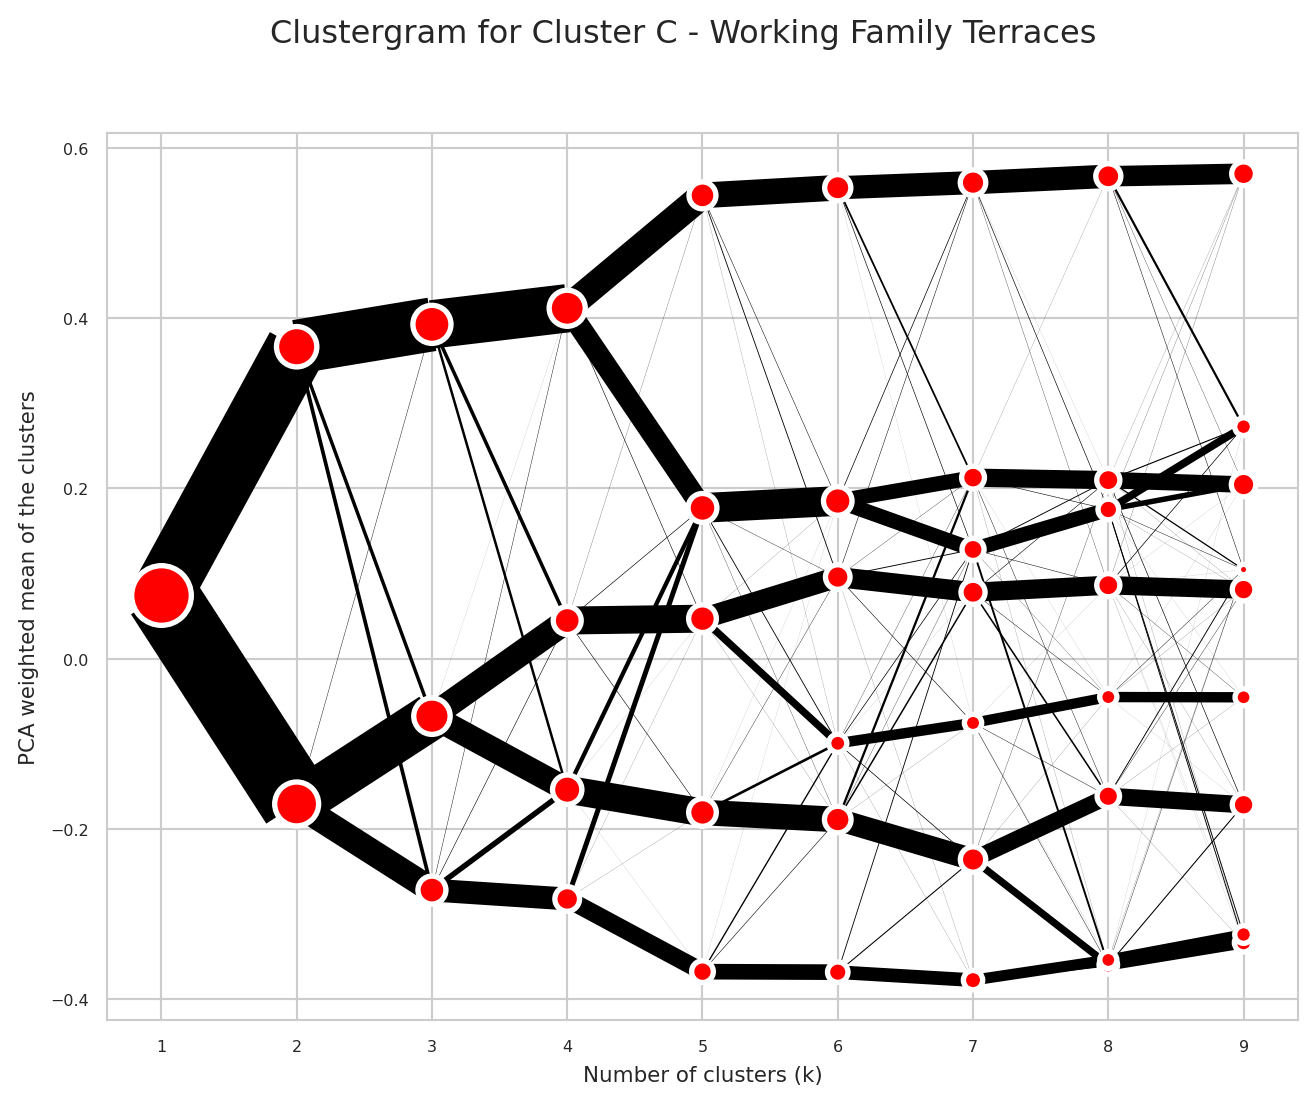 Clustergram for Cluster C - Working Family Terraces
PCA weighted mean of the clusters
0.6
0.4
0.2
0.0
−0.2
−0.4
1 2 3 4 5 6 7 8 9
Number of clusters (k)